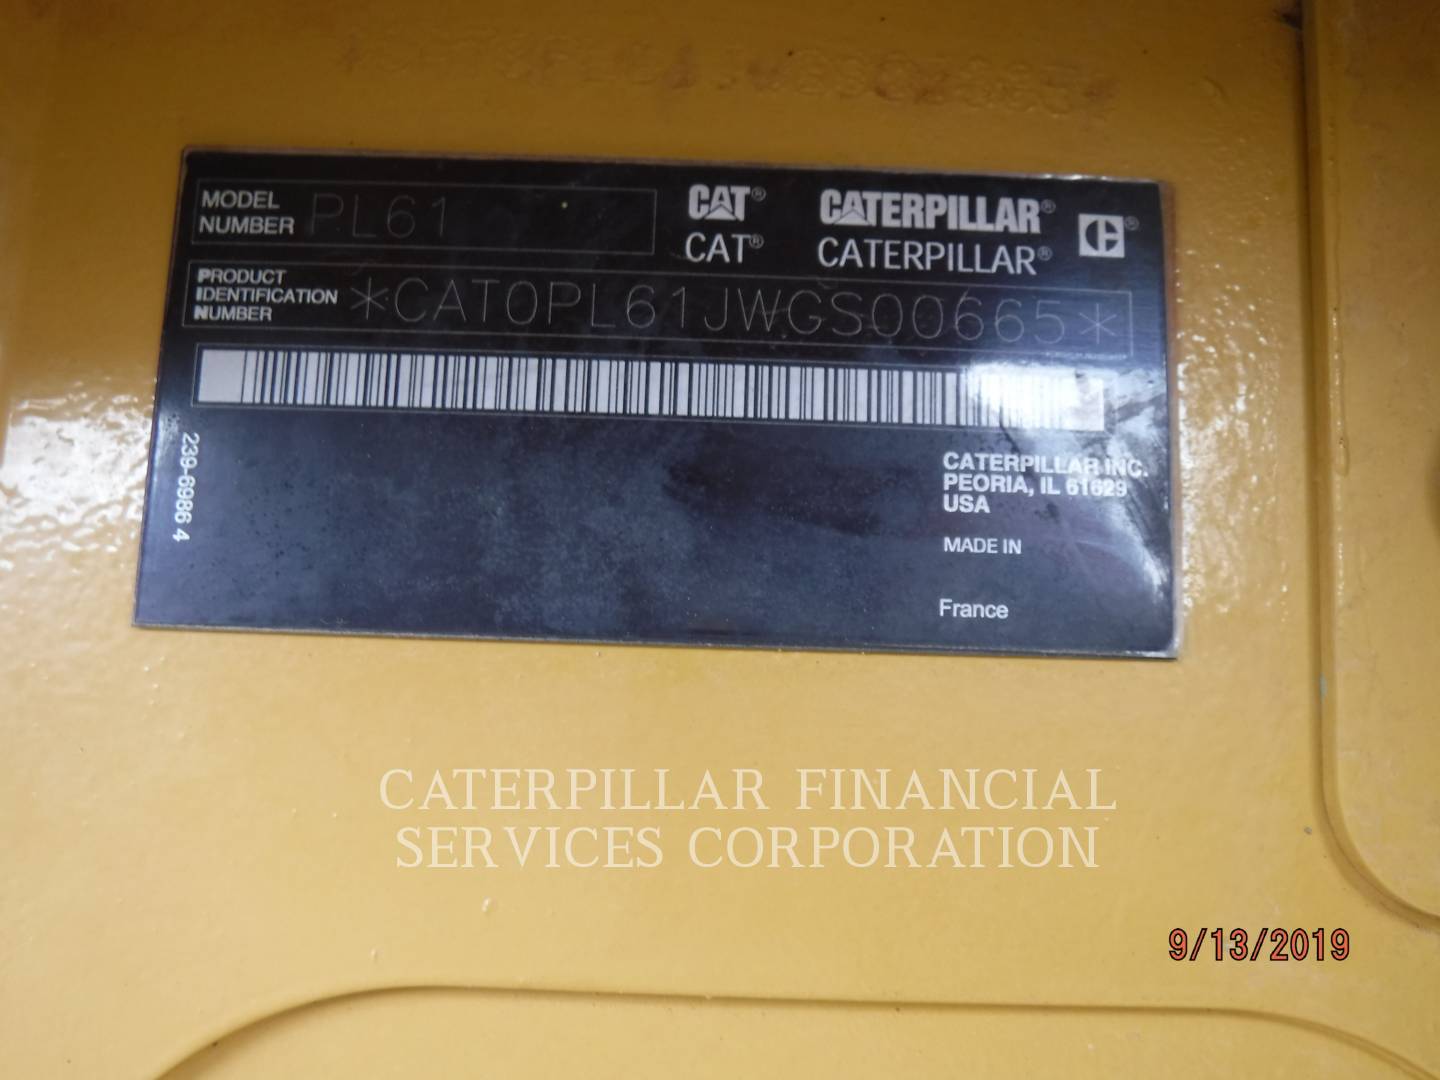 MODEL
NUMBER PL61
CAT® CATERPILLAR®
CAT® CATERPILLAR®
PRODUCT
IDENTIFICATION
NUMBER
*CAT0PL61JWGS00665*
239-6986 4
CATERPILLAR INC.
PEORIA, IL 61629
USA
MADE IN
France
CATERPILLAR FINANCIAL
SERVICES CORPORATION
9/13/2019